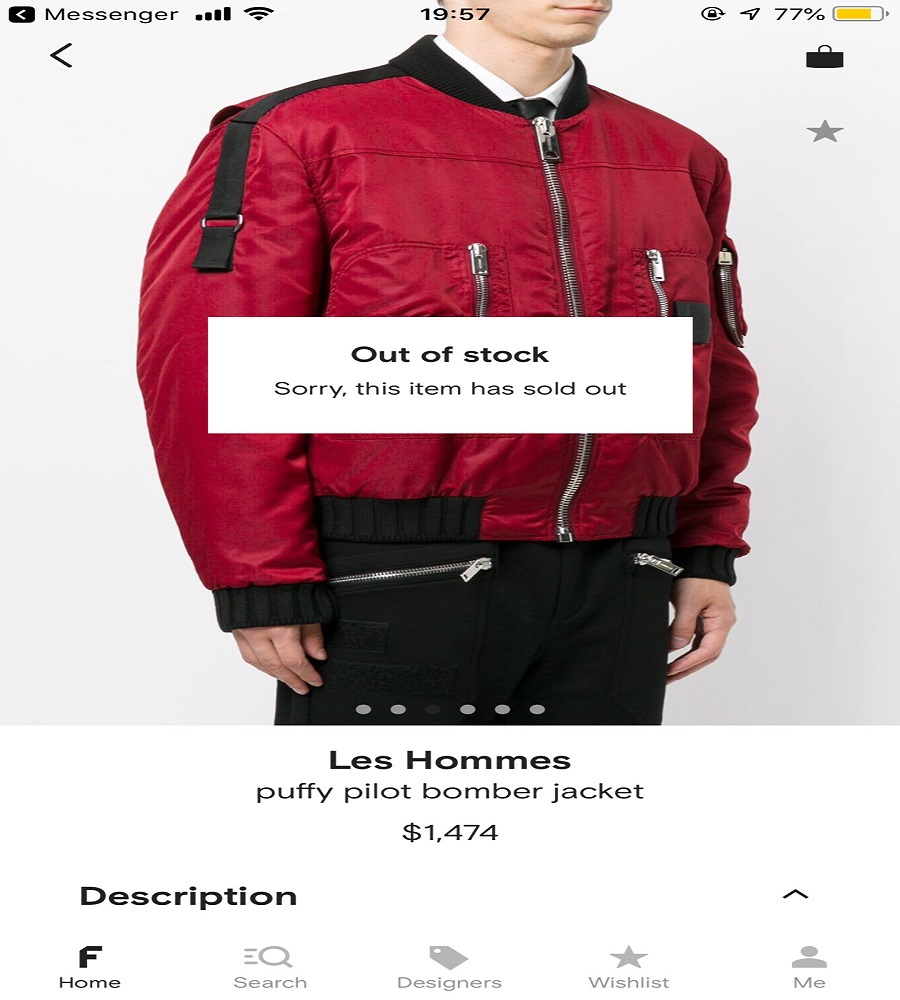 Messenger 19:57 77%
Out of stock
Sorry, this item has sold out
Les Hommes
puffy pilot bomber jacket
$1,474
Description
F
Home Search Designers Wishlist Me